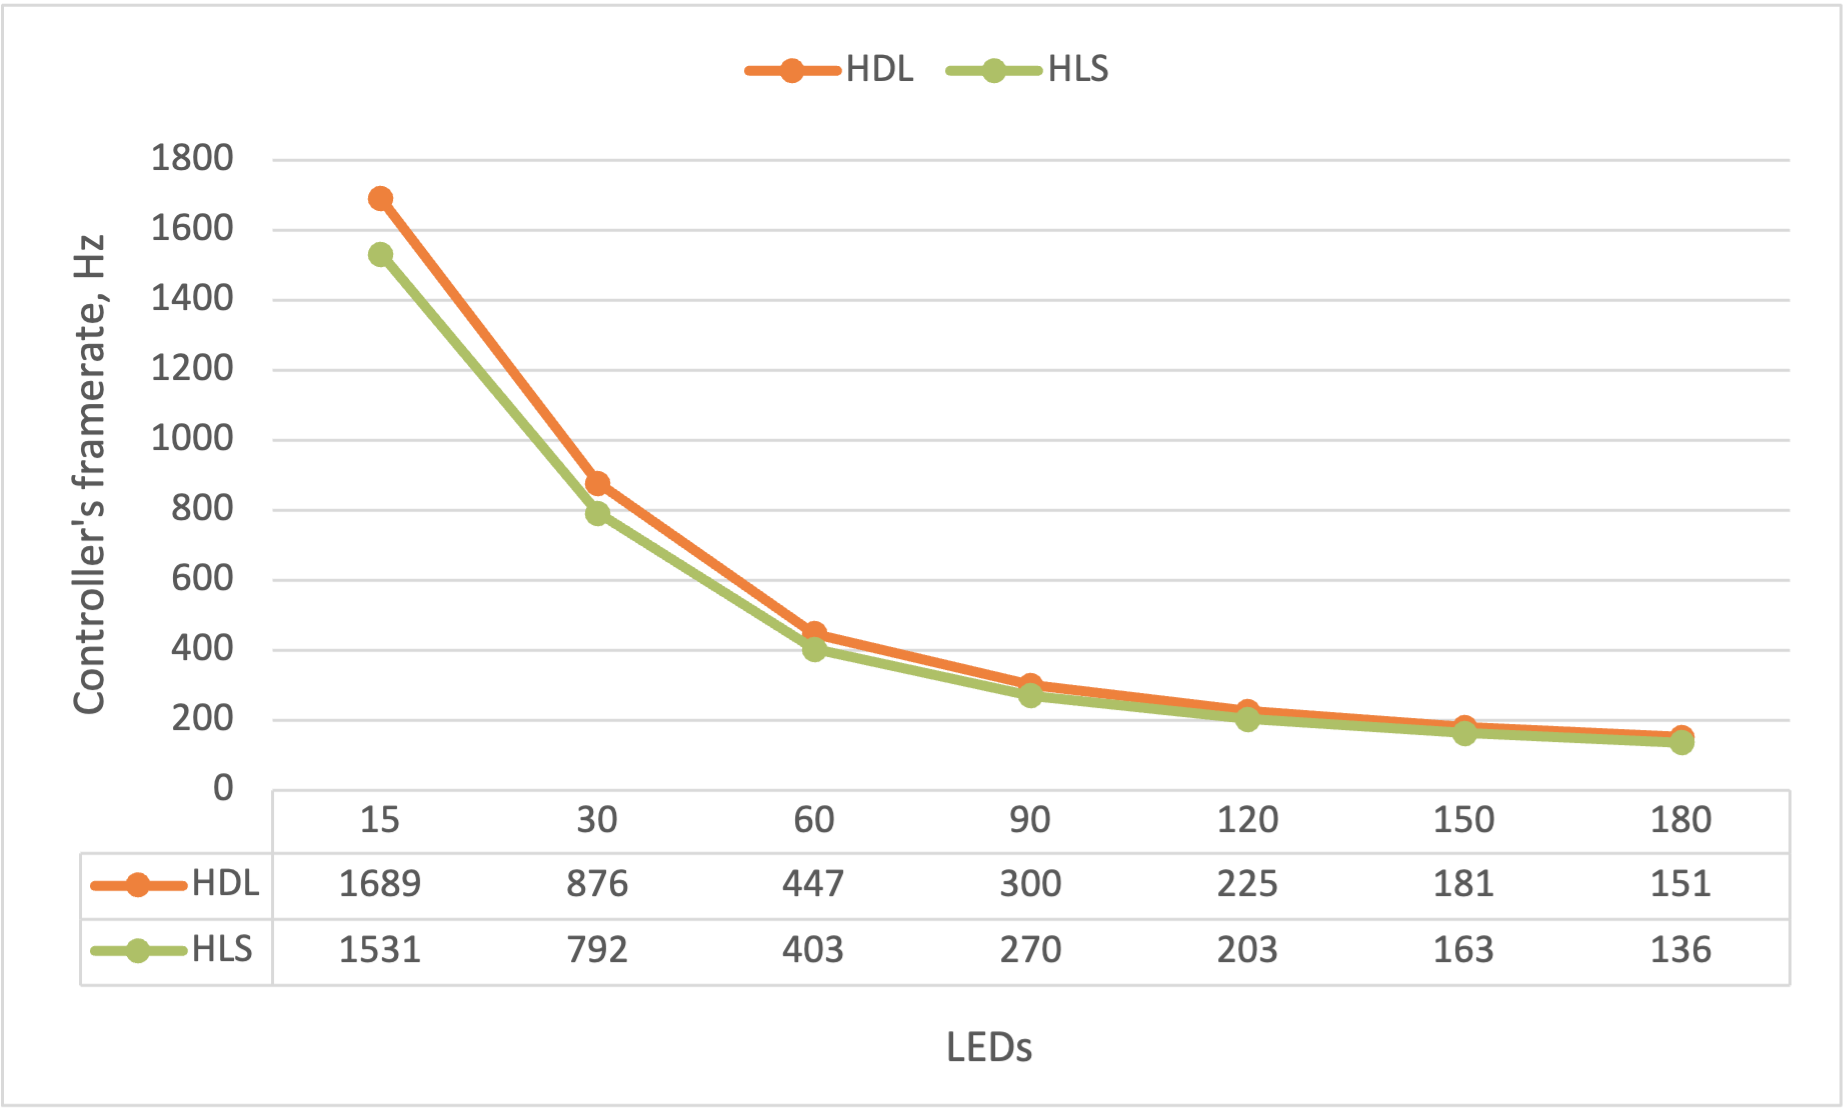 HDL HLS
1800
1600
1400
1200
1000
800
600
400
200
0
Controller's framerate, Hz
15 30 60 90 120 150 180
HDL 1689 876 447 300 225 181 151
HLS 1531 792 403 270 203 163 136
LEDs